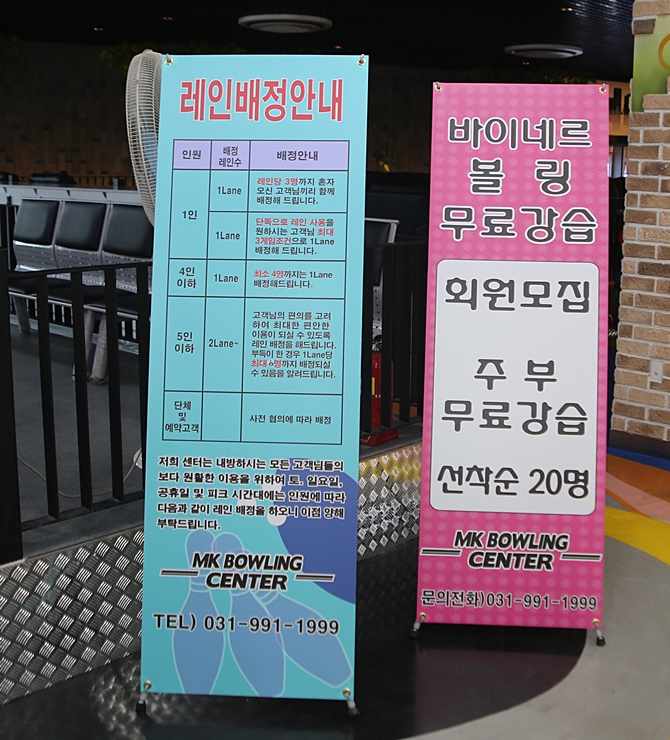 레인배정안내
인원
배정
레인수
배정안내
1인
1Lane
레인당 3명까지 혼자
오신 고객님끼리 함께
배정해 드립니다.
1Lane
단독으로 레인 사용을
원하시는 고객님 최대
3게임조건으로 1Lane
배정해 드립니다.
4인
이하
1Lane
최소 4명까지는 1Lane
배정해드립니다.
5인
이하
2Lane~
고객님의 편의를 고려
하여 최대한 편안한
이용이 되실 수 있도록
레인 배정을 해드립니다.
부득이 한 경우 1Lane당
최대 6명까지 배정되실
수 있음을 알려드립니다.
단체
및
예약고객
사전 협의에 따라 배정
저희 센터는 내방하시는 모든 고객님들의
보다 원활한 이용을 위하여 토, 일요일,
공휴일 및 피크 시간대에는 인원에 따라
다음과 같이 레인 배정을 하오니 이점 양해
부탁드립니다.
MK BOWLING
CENTER
TEL) 031-991-1999
바이네르
볼 링
무료강습
회원모집
주 부
무료강습
선착순 20명
MK BOWLING
CENTER
문의전화)031-991-1999